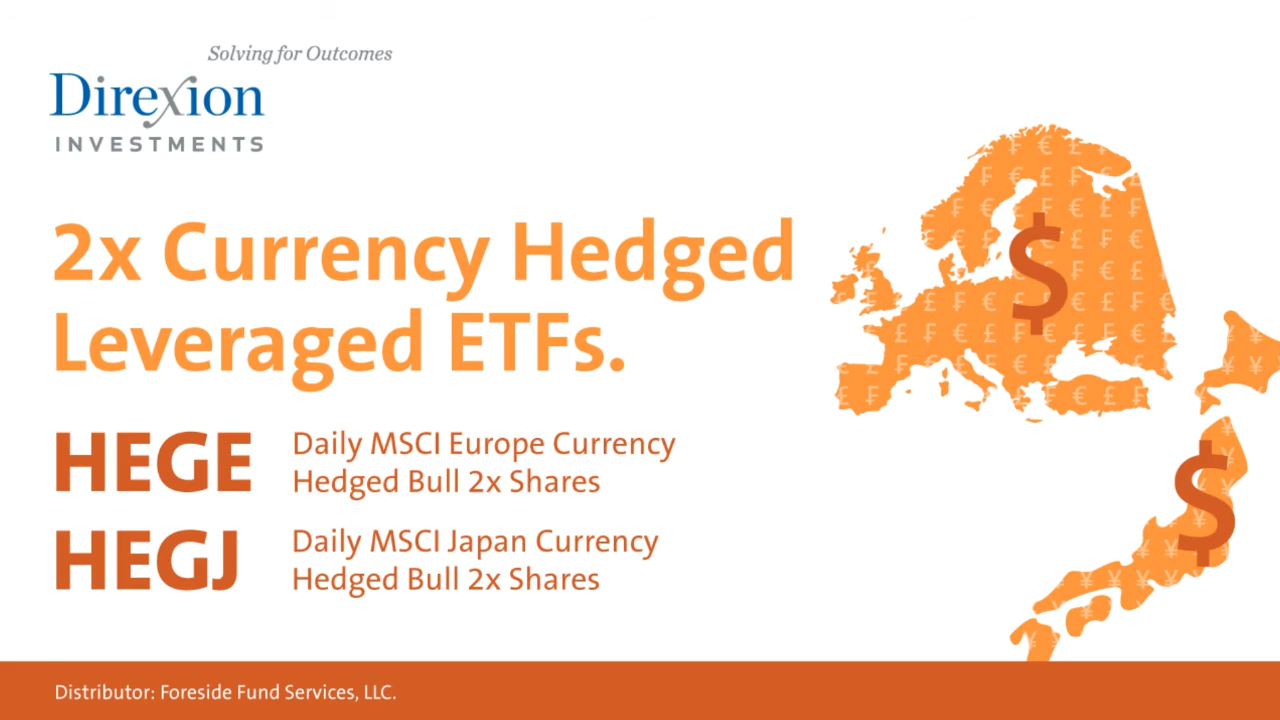 Solving for Outcomes
Direxion
INVESTMENTS
2x Currency Hedged
Leveraged ETFs.
HEGE
Daily MSCI Europe Currency
Hedged Bull 2x Shares
HEGJ
Daily MSCI Japan Currency
Hedged Bull 2x Shares
$
$
Distributor: Foreside Fund Services, LLC.